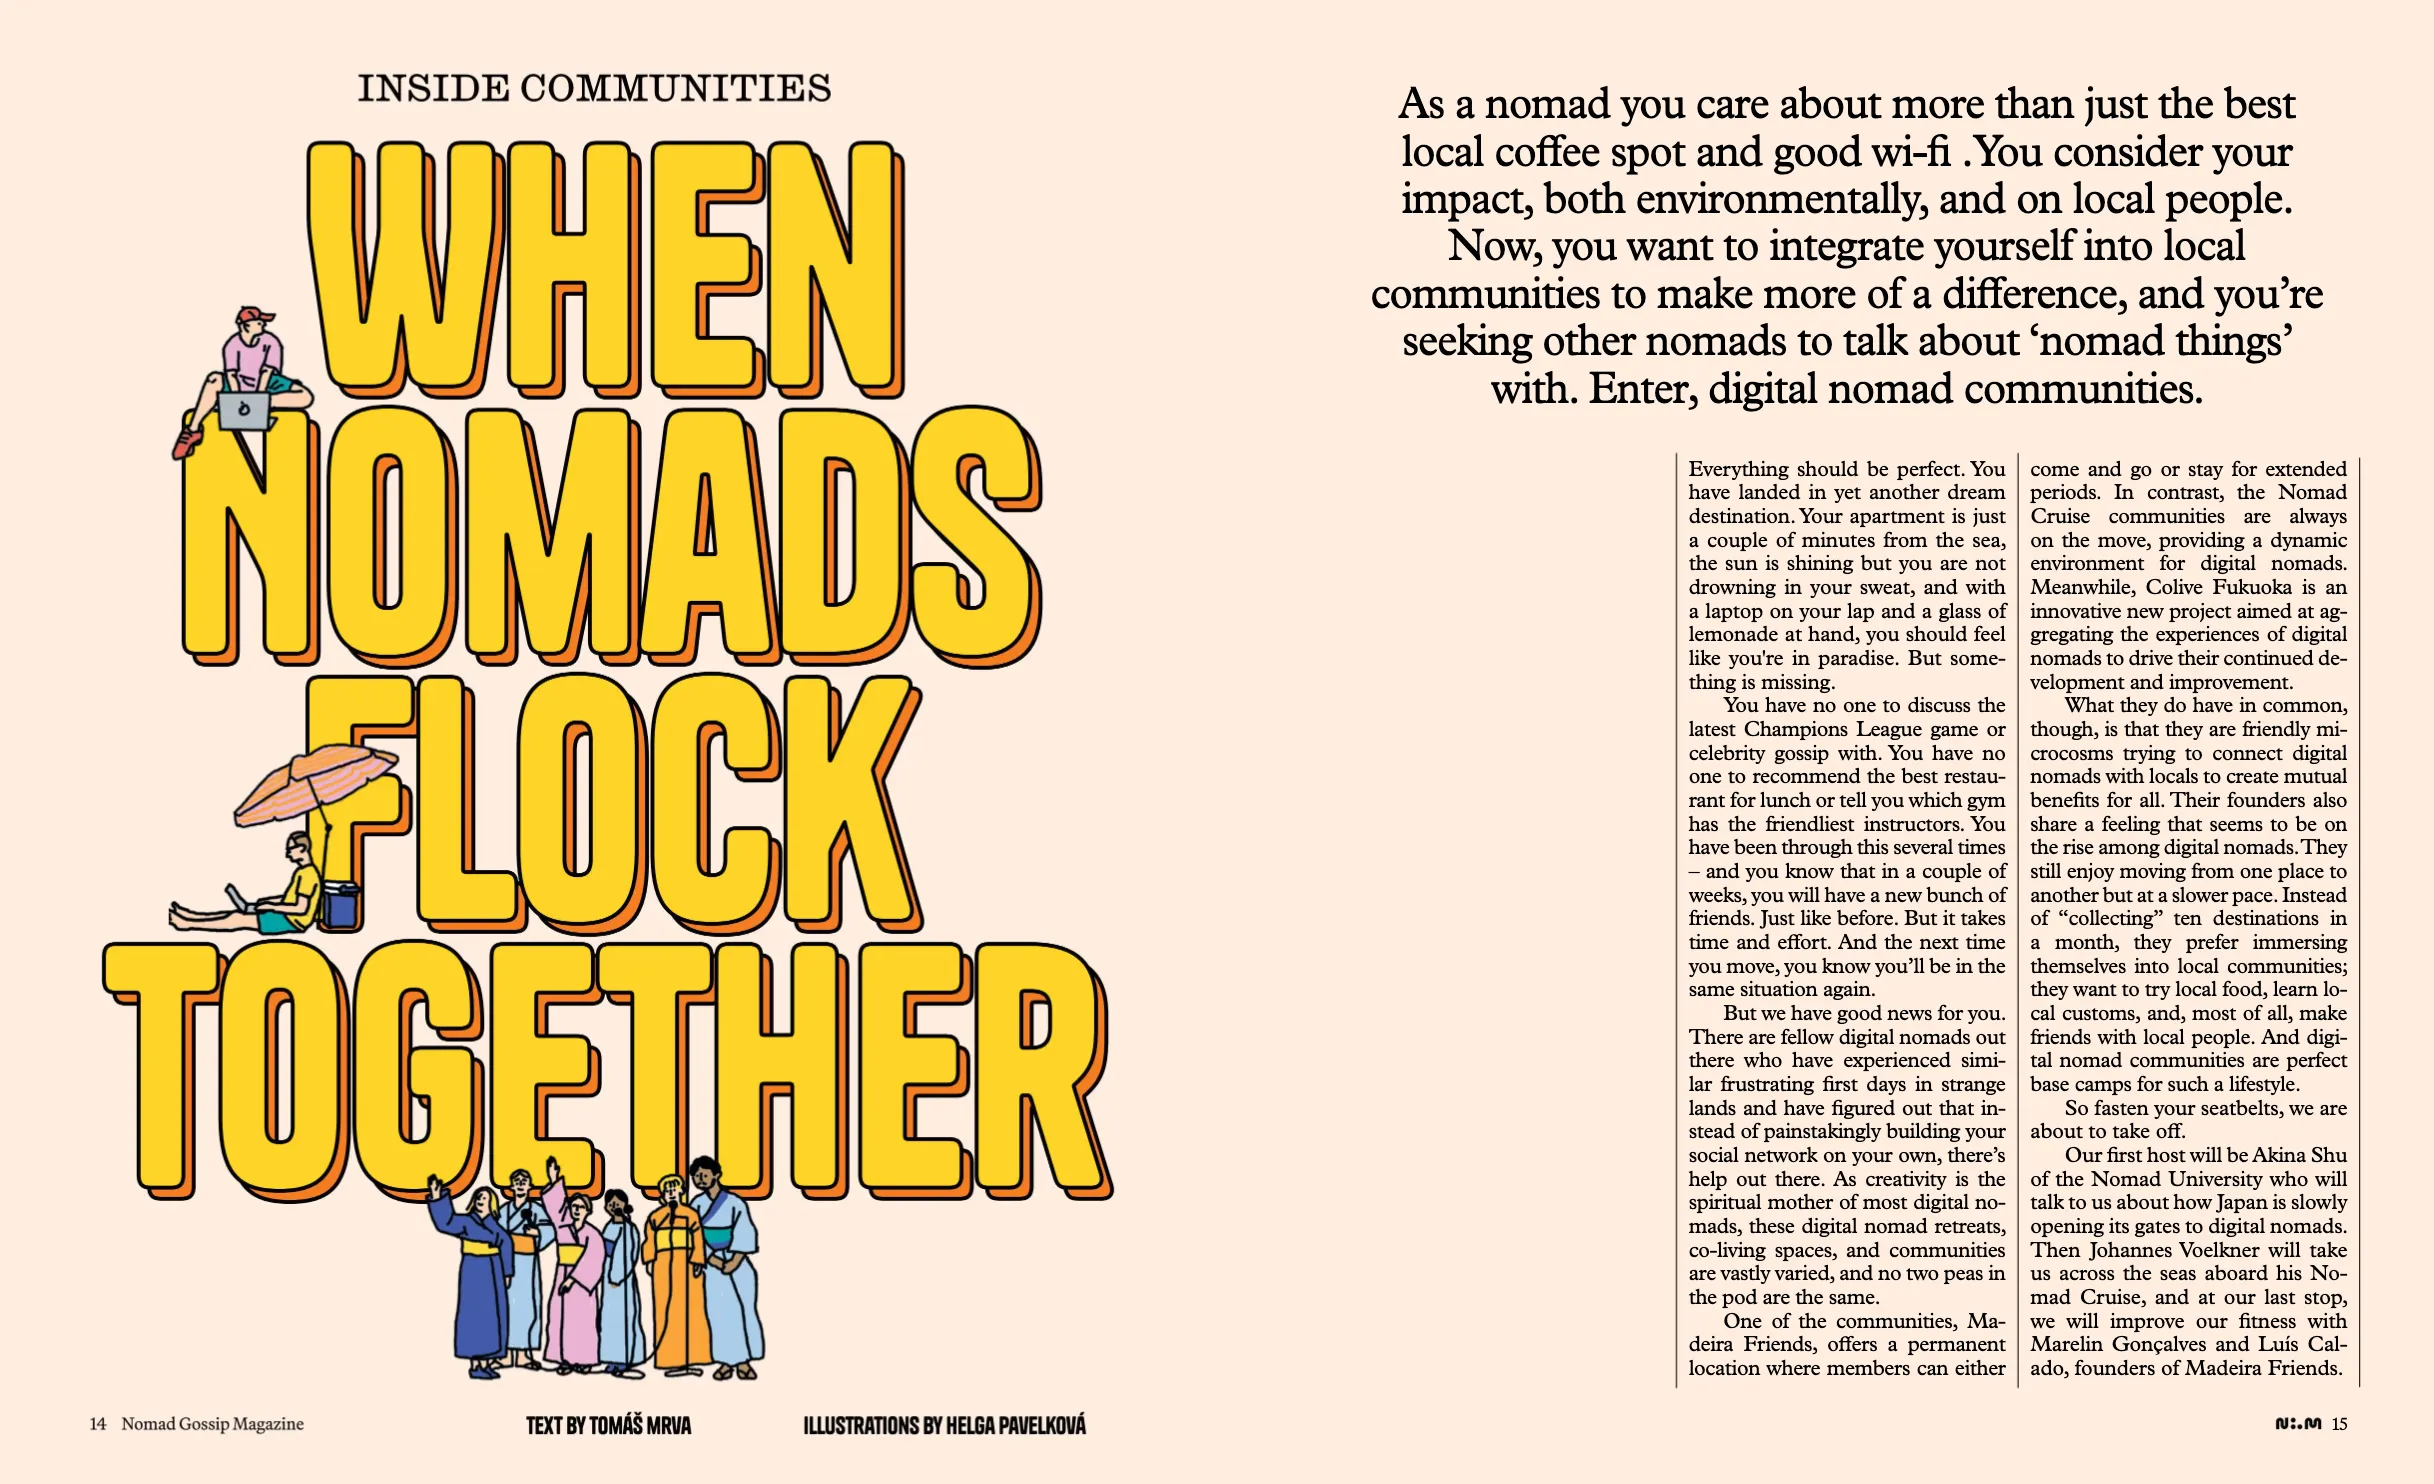 INSIDE COMMUNITIES
WHEN
NOMADS
FLOCK
TOGETHER
14 Nomad Gossip Magazine
TEXT BY TOMÁŠ MRVA
ILLUSTRATIONS BY HELGA PAVELKOVÁ
As a nomad you care about more than just the best
local coffee spot and good wi-fi .You consider your
impact, both environmentally, and on local people.
Now, you want to integrate yourself into local
communities to make more of a difference, and you’re
seeking other nomads to talk about ‘nomad things’
with. Enter, digital nomad communities.
Everything should be perfect. You
have landed in yet another dream
destination. Your apartment is just
a couple of minutes from the sea,
the sun is shining but you are not
drowning in your sweat, and with
a laptop on your lap and a glass of
lemonade at hand, you should feel
like you're in paradise. But some-
thing is missing.
You have no one to discuss the
latest Champions League game or
celebrity gossip with. You have no
one to recommend the best restau-
rant for lunch or tell you which gym
has the friendliest instructors. You
have been through this several times
– and you know that in a couple of
weeks, you will have a new bunch of
friends. Just like before. But it takes
time and effort. And the next time
you move, you know you’ll be in the
same situation again.
But we have good news for you.
There are fellow digital nomads out
there who have experienced simi-
lar frustrating first days in strange
lands and have figured out that in-
stead of painstakingly building your
social network on your own, there’s
help out there. As creativity is the
spiritual mother of most digital no-
mads, these digital nomad retreats,
co-living spaces, and communities
are vastly varied, and no two peas in
the pod are the same.
One of the communities, Ma-
deira Friends, offers a permanent
location where members can either
come and go or stay for extended
periods. In contrast, the Nomad
Cruise communities are always
on the move, providing a dynamic
environment for digital nomads.
Meanwhile, Colive Fukuoka is an
innovative new project aimed at ag-
gregating the experiences of digital
nomads to drive their continued de-
velopment and improvement.
What they do have in common,
though, is that they are friendly mi-
crocosms trying to connect digital
nomads with locals to create mutual
benefits for all. Their founders also
share a feeling that seems to be on
the rise among digital nomads. They
still enjoy moving from one place to
another but at a slower pace. Instead
of “collecting” ten destinations in
a month, they prefer immersing
themselves into local communities;
they want to try local food, learn lo-
cal customs, and, most of all, make
friends with local people. And digi-
tal nomad communities are perfect
base camps for such a lifestyle.
So fasten your seatbelts, we are
about to take off.
Our first host will be Akina Shu
of the Nomad University who will
talk to us about how Japan is slowly
opening its gates to digital nomads.
Then Johannes Voelkner will take
us across the seas aboard his No-
mad Cruise, and at our last stop,
we will improve our fitness with
Marelin Gonçalves and Luís Cal-
ado, founders of Madeira Friends.
N:.M 15